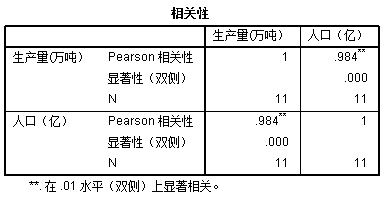 相关性
生产量(万吨) 人口（亿）
生产量(万吨) Pearson 相关性 1 .984**
显著性（双侧） .000
N 11 11
人口（亿） Pearson 相关性 .984** 1
显著性（双侧） .000
N 11 11
**. 在 .01 水平（双侧）上显著相关。